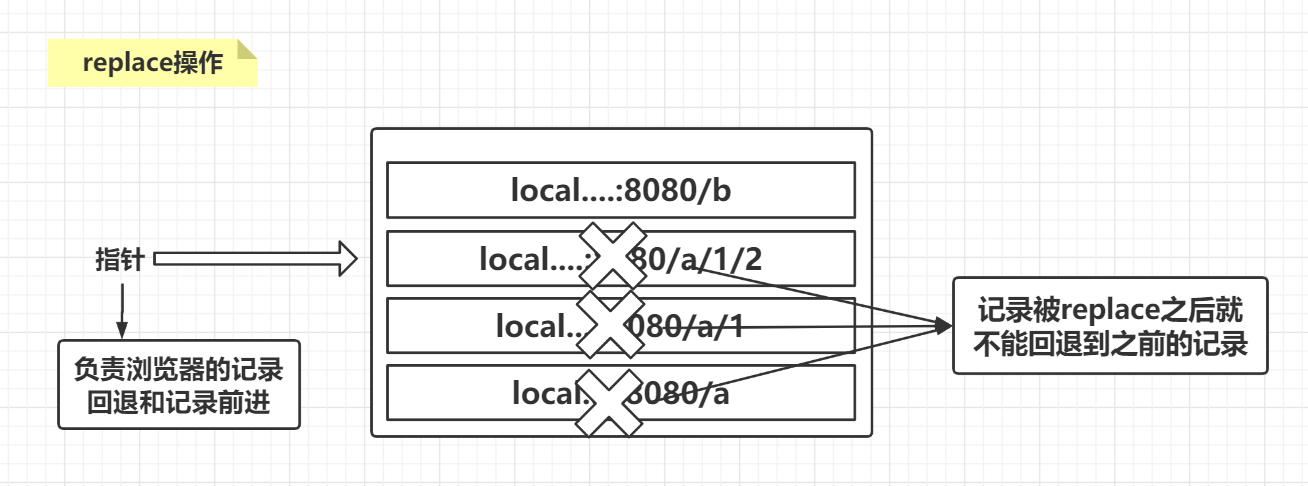 replace操作
local....:8080/b
local....: 80/a/1/2
local... 080/a/1
local. 8080/a
指针
负责浏览器的记录
回退和记录前进
记录被replace之后就
不能回退到之前的记录